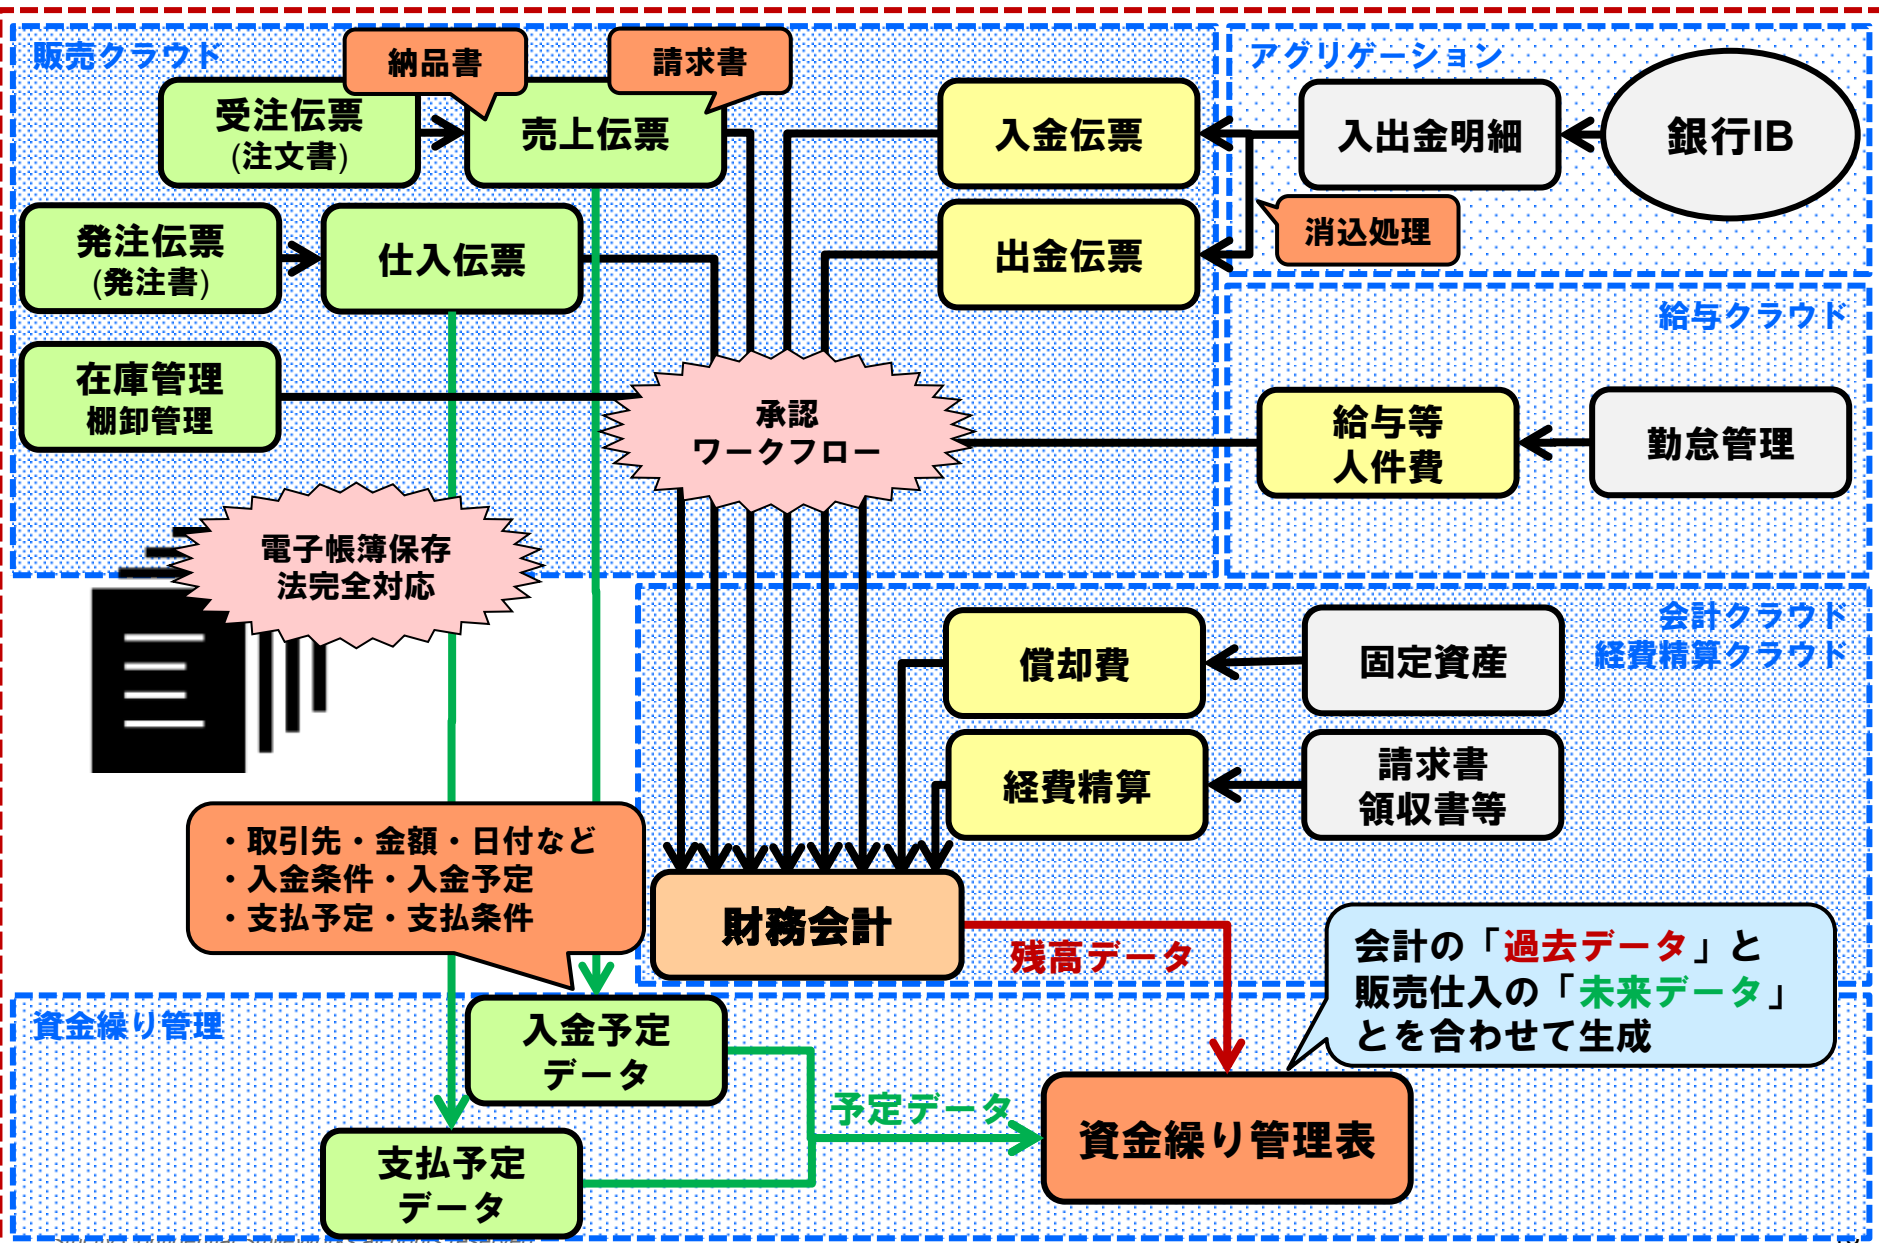 販売クラウド
納品書
請求書
受注伝票
(注文書)
売上伝票
発注伝票
(発注書)
仕入伝票
在庫管理
棚卸管理
入金伝票
出金伝票
アグリゲーション
入出金明細
銀行IB
消込処理
給与クラウド
給与等
人件費
勤怠管理
承認
ワークフロー
電子帳簿保存
法完全対応
会計クラウド
経費精算クラウド
償却費
固定資産
経費精算
請求書
領収書等
・取引先・金額・日付など
・入金条件・入金予定
・支払予定・支払条件
財務会計
残高データ
会計の「過去データ」と
販売仕入の「未来データ」
とを合わせて生成
資金繰り管理
入金予定
データ
支払予定
データ
予定データ
資金繰り管理表